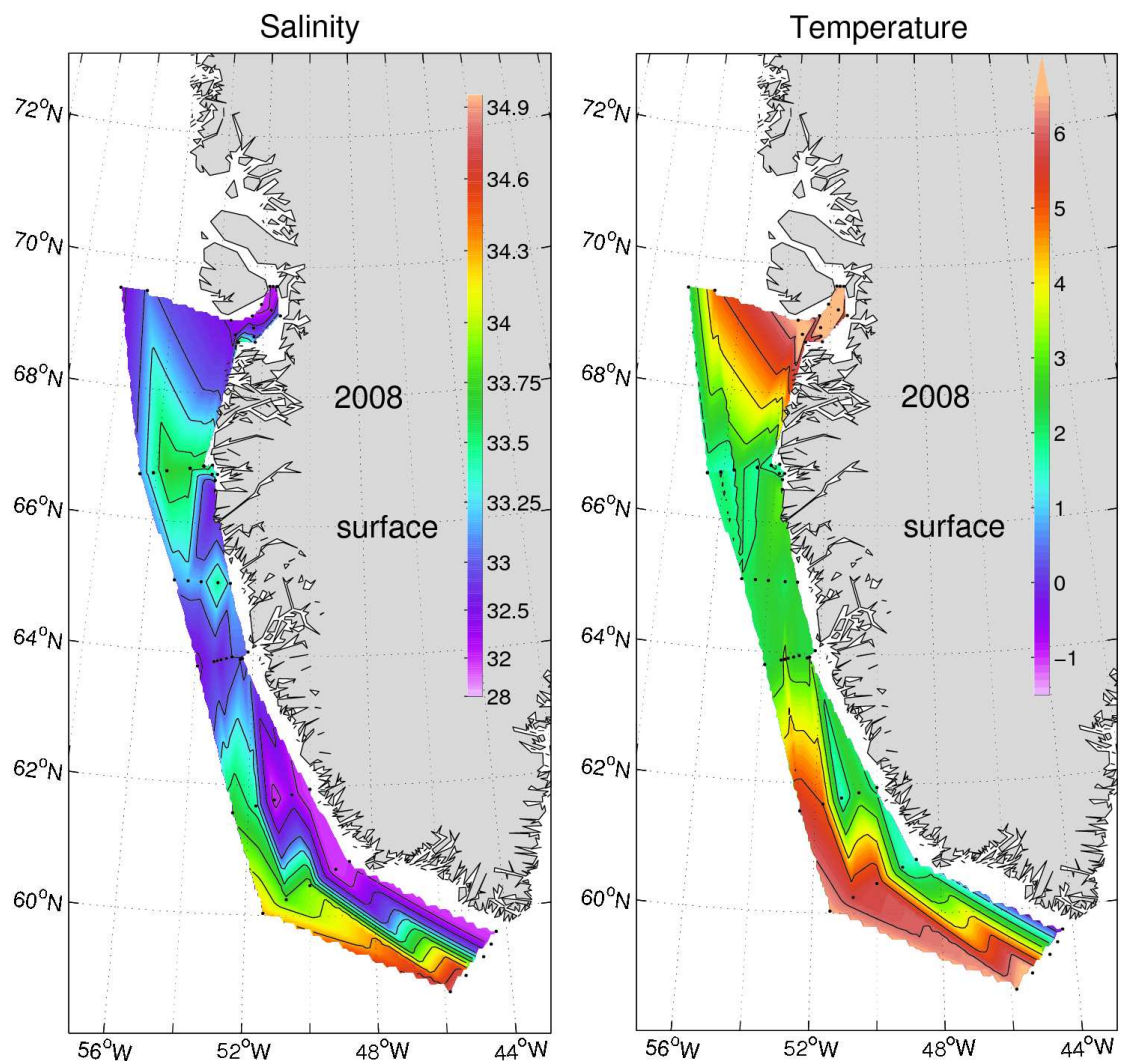 Salinity
Temperature
72°N
70°N
68°N
66°N
64°N
62°N
60°N
56°W
52°W
48°W
44°W
34.9
34.6
34.3
34
33.75
33.5
33.25
33
32.5
32
28
2008
surface
72°N
70°N
68°N
66°N
64°N
62°N
60°N
56°W
52°W
48°W
44°W
6
5
4
3
2
1
0
−1
2008
surface